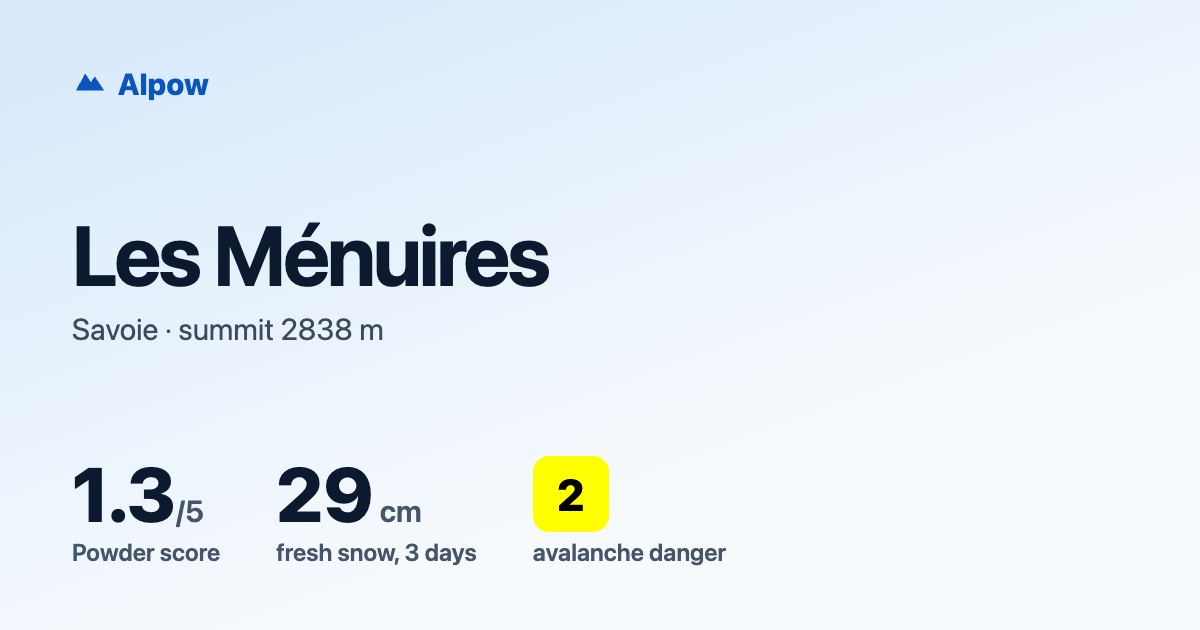 Alpow
Les Ménuires
Savoie · summit 2838 m
1.3/5
Powder score
29 cm
fresh snow, 3 days
2
avalanche danger